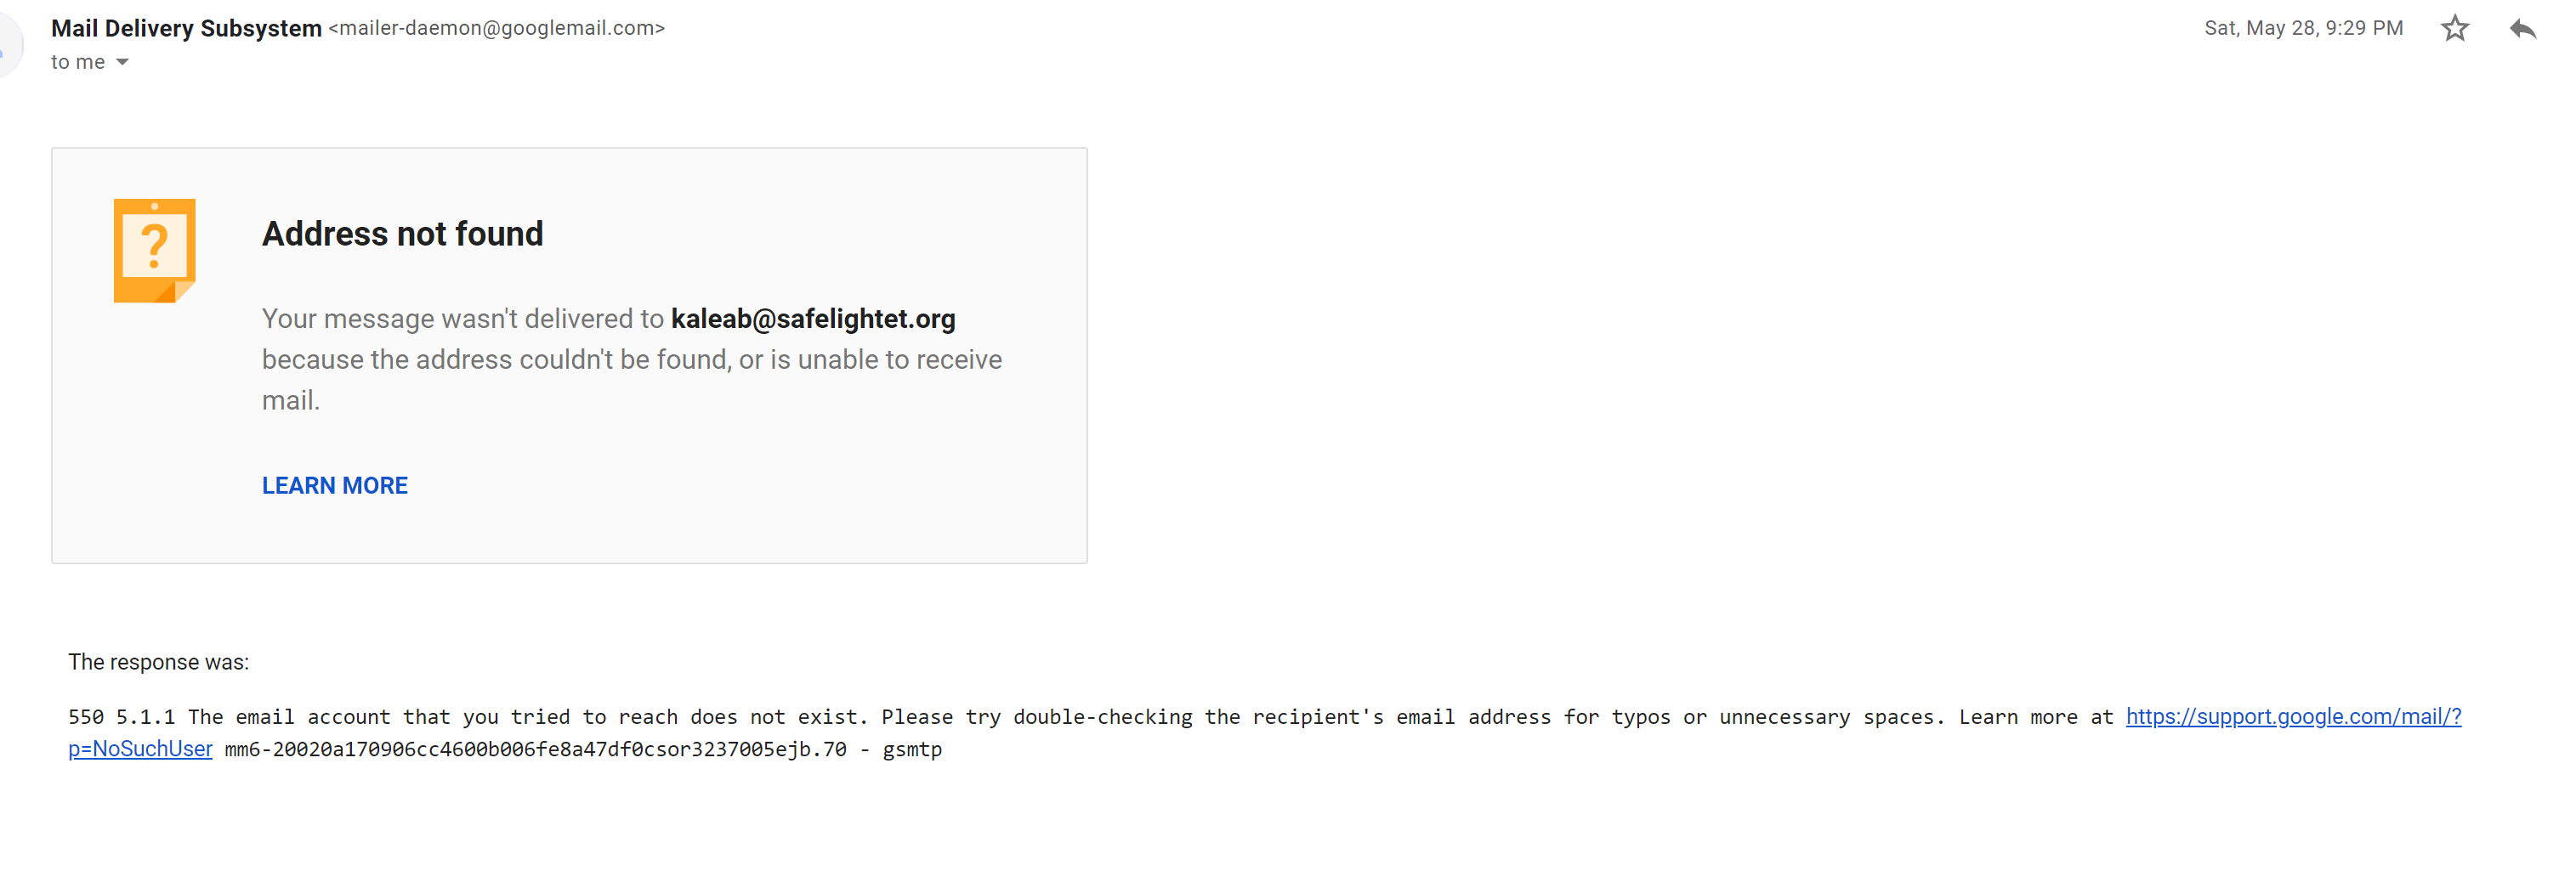 Mail Delivery Subsystem <mailer-daemon@googlemail.com>
Sat, May 28, 9:29 PM
to me
?
Address not found
Your message wasn't delivered to kaleab@safelightet.org
because the address couldn't be found, or is unable to receive
mail.
LEARN MORE
The response was:
550 5.1.1 The email account that you tried to reach does not exist. Please try double-checking the recipient's email address for typos or unnecessary spaces. Learn more at https://support.google.com/mail/?
p=NoSuchUser mm6-20020a170906cc4600b006fe8a47df0csor3237005ejb.70 - gsmtp